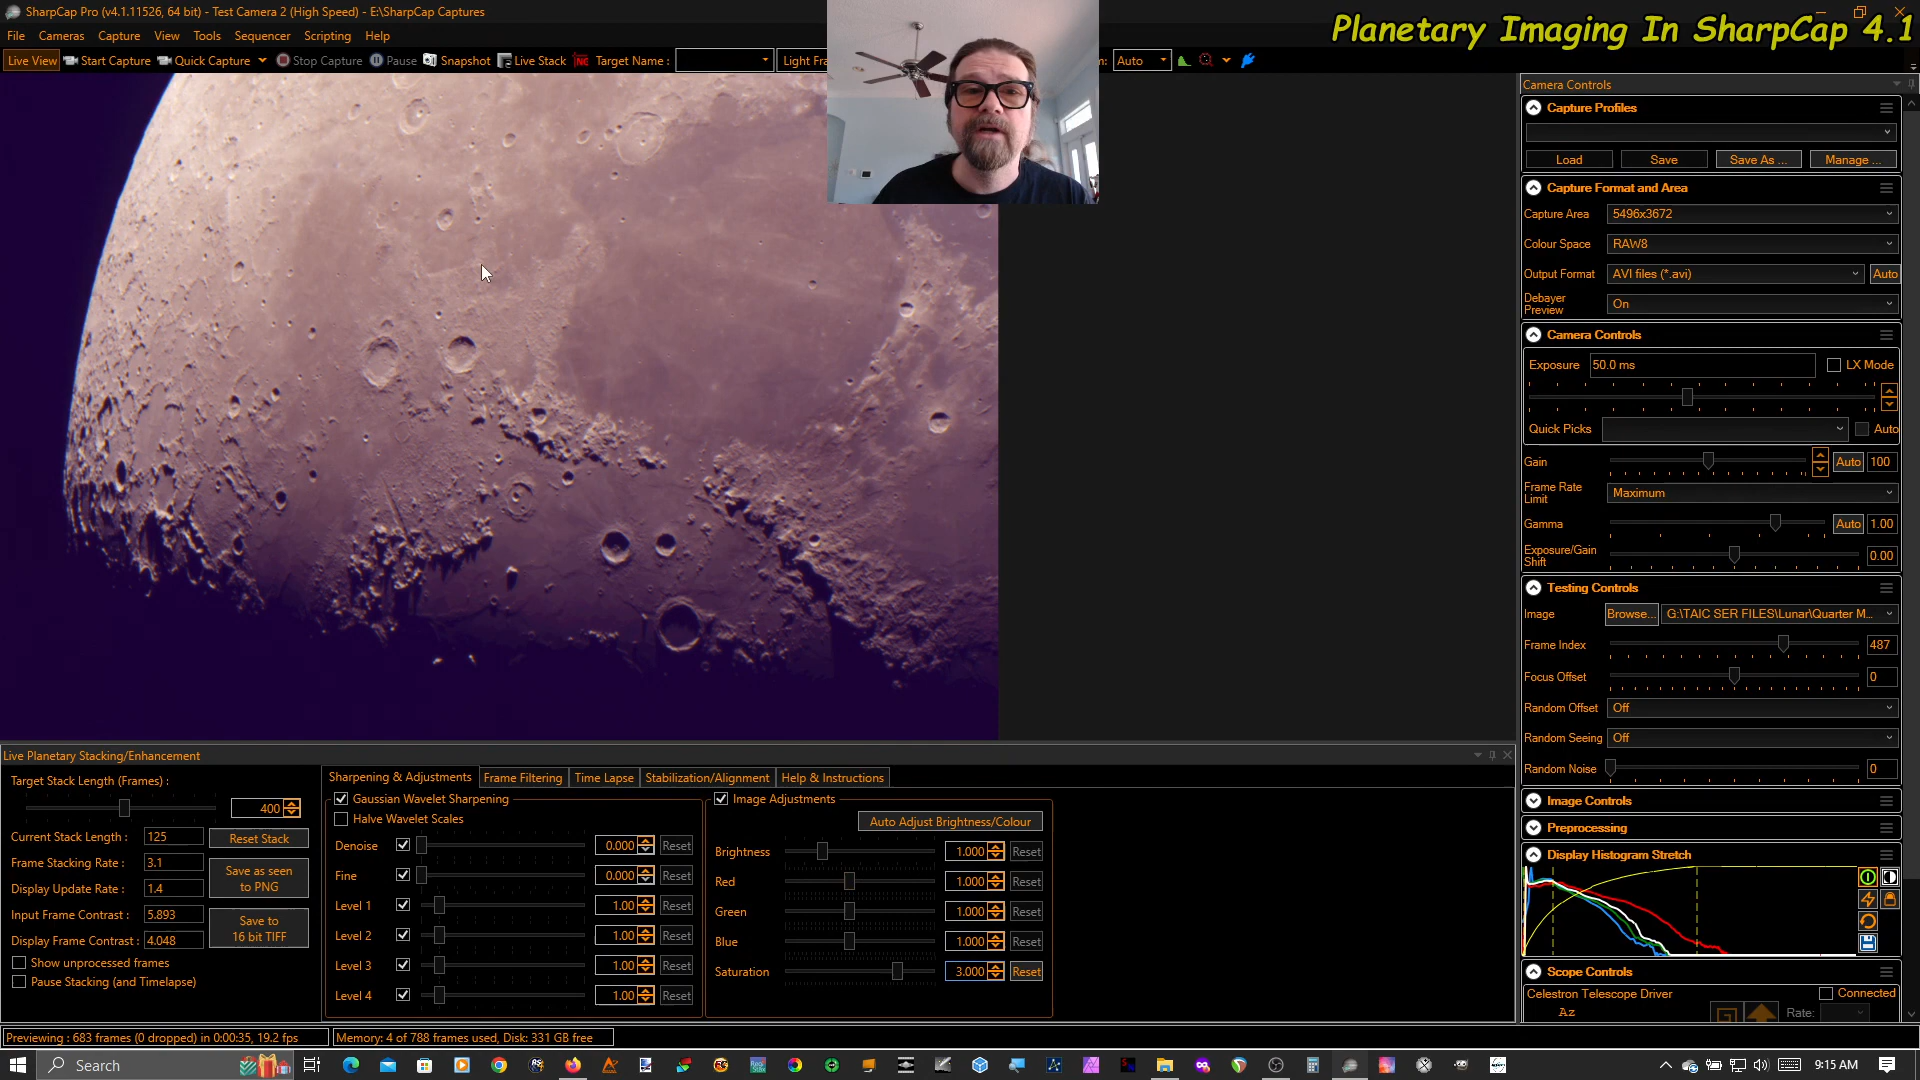 SharpCap Pro (v4.1.11526, 64 bit) - Test Camera 2 (High Speed) - E:\SharpCap Captures
Planetary Imaging In SharpCap 4.1
File Cameras Capture View Tools Sequencer Scripting Help
Live View Start Capture Quick Capture Stop Capture Pause Snapshot Live Stack Target Name : Light Fra Auto
Camera Controls
Capture Profiles
Load Save Save As ... Manage ...
Capture Format and Area
Capture Area 5496x3672
Colour Space RAW8
Output Format AVI files (*.avi) Auto
Debayer Preview On
Camera Controls
Exposure 50.0 ms LX Mode
Quick Picks Auto
Gain Auto 100
Frame Rate Limit Maximum
Gamma Auto 1.00
Exposure/Gain Shift 0.00
Testing Controls
Image Browse... G:\TAIC SER FILES\Lunar\Quarter M...
Frame Index 487
Focus Offset 0
Random Offset Off
Random Seeing Off
Random Noise 0
Image Controls
Preprocessing
Display Histogram Stretch
Scope Controls
Celestron Telescope Driver Connected
Az Rate:
Live Planetary Stacking/Enhancement
Target Stack Length (Frames) :
400
Current Stack Length : 125 Reset Stack
Frame Stacking Rate : 3.1
Display Update Rate : 1.4
Save as seen to PNG
Input Frame Contrast : 5.893
Display Frame Contrast : 4.048
Save to 16 bit TIFF
Show unprocessed frames
Pause Stacking (and Timelapse)
Sharpening & Adjustments Frame Filtering Time Lapse Stabilization/Alignment Help & Instructions
Gaussian Wavelet Sharpening
Halve Wavelet Scales
Denoise 0.000 Reset
Fine 0.000 Reset
Level 1 1.00 Reset
Level 2 1.00 Reset
Level 3 1.00 Reset
Level 4 1.00 Reset
Image Adjustments
Auto Adjust Brightness/Colour
Brightness 1.000 Reset
Red 1.000 Reset
Green 1.000 Reset
Blue 1.000 Reset
Saturation 3.000 Reset
Previewing : 683 frames (0 dropped) in 0:00:35, 19.2 fps Memory: 4 of 788 frames used, Disk: 331 GB free
Search
9:15 AM